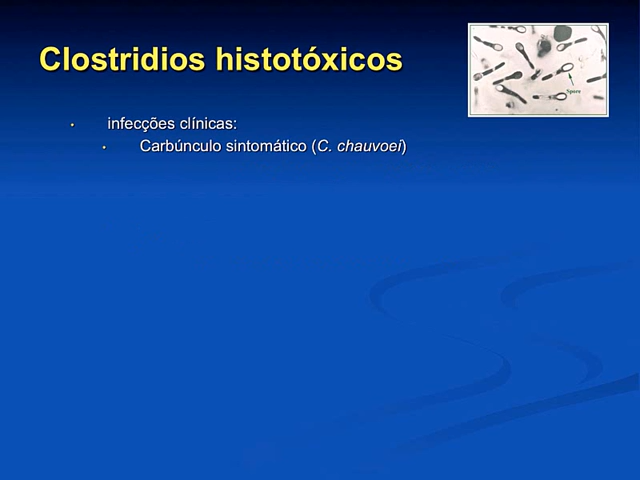 Clostridios histotóxicos
Spore
• infecções clínicas:
• Carbúnculo sintomático (C. chauvoei)